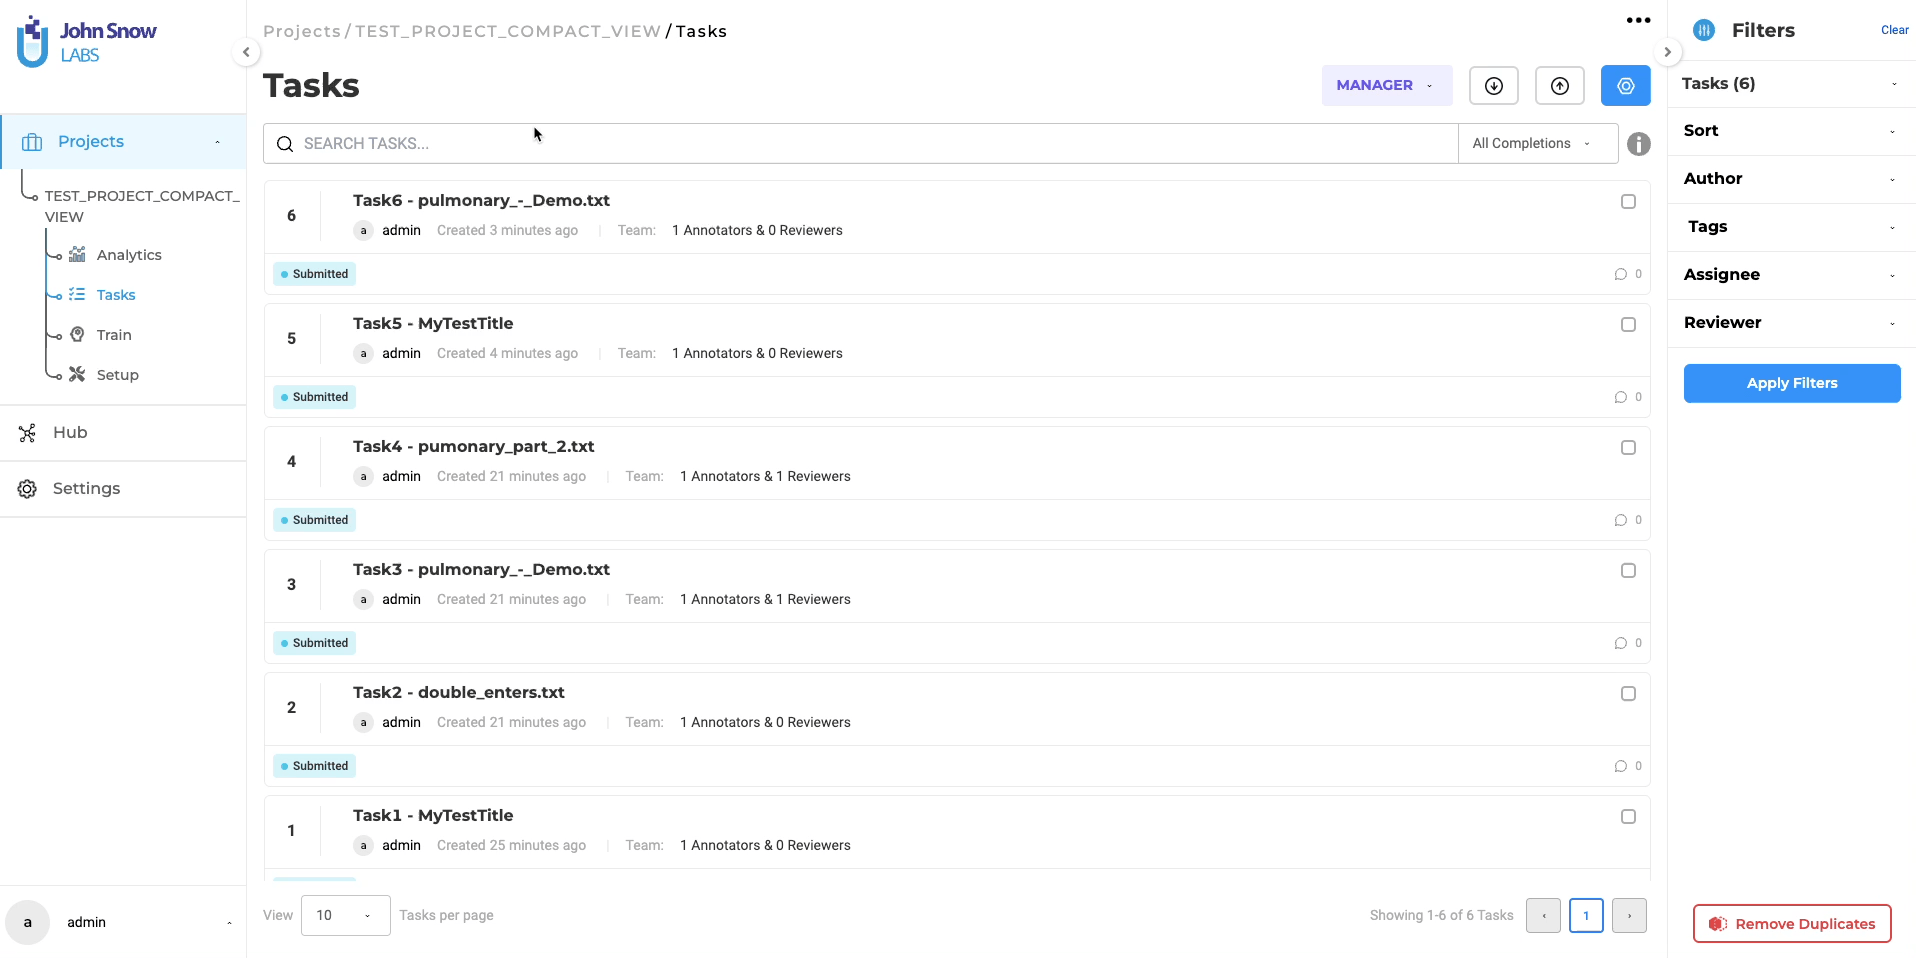 John Snow
LABS
Projects
TEST_PROJECT_COMPACT_
VIEW
Analytics
Tasks
Train
Setup
Hub
Settings
a
admin
Projects / TEST_PROJECT_COMPACT_VIEW / Tasks
Tasks
MANAGER
SEARCH TASKS...
All Completions
6
Task6 - pulmonary_-_Demo.txt
a admin Created 3 minutes ago | Team: 1 Annotators & 0 Reviewers
Submitted
0
5
Task5 - MyTestTitle
a admin Created 4 minutes ago | Team: 1 Annotators & 0 Reviewers
Submitted
0
4
Task4 - pumonary_part_2.txt
a admin Created 21 minutes ago | Team: 1 Annotators & 1 Reviewers
Submitted
0
3
Task3 - pulmonary_-_Demo.txt
a admin Created 21 minutes ago | Team: 1 Annotators & 1 Reviewers
Submitted
0
2
Task2 - double_enters.txt
a admin Created 21 minutes ago | Team: 1 Annotators & 0 Reviewers
Submitted
0
1
Task1 - MyTestTitle
a admin Created 25 minutes ago | Team: 1 Annotators & 0 Reviewers
View 10 Tasks per page
Showing 1-6 of 6 Tasks ‹ 1 ›
Filters
Clear
Tasks (6)
Sort
Author
Tags
Assignee
Reviewer
Apply Filters
Remove Duplicates